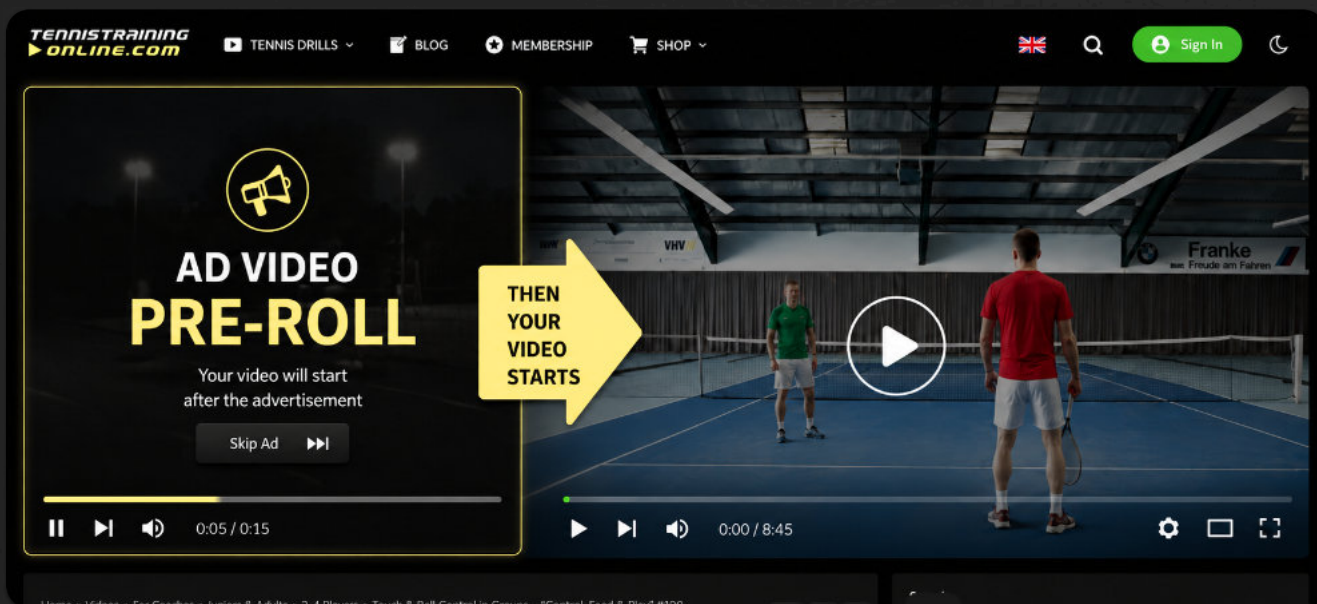 TENNISTRAINING
ONLINE.COM
TENNIS DRILLS
BLOG
MEMBERSHIP
SHOP
Sign In
AD VIDEO
PRE-ROLL
Your video will start
after the advertisement
Skip Ad
0:05 / 0:15
THEN
YOUR
VIDEO
STARTS
VHV
Franke
BMW Freude am Fahren
0:00 / 8:45